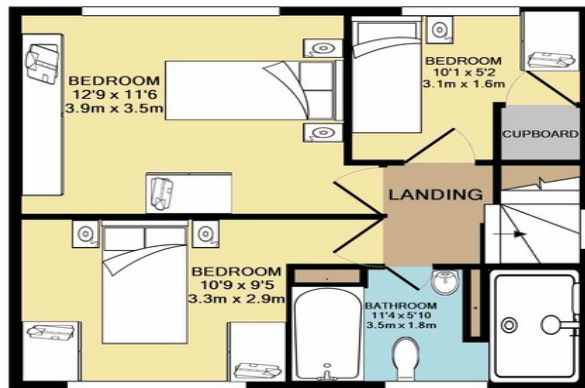 BEDROOM
12'9 x 11'6
3.9m x 3.5m
BEDROOM
10'1 x 5'2
3.1m x 1.6m
CUPBOARD
LANDING
BEDROOM
10'9 x 9'5
3.3m x 2.9m
BATHROOM
11'4 x 5'10
3.5m x 1.8m